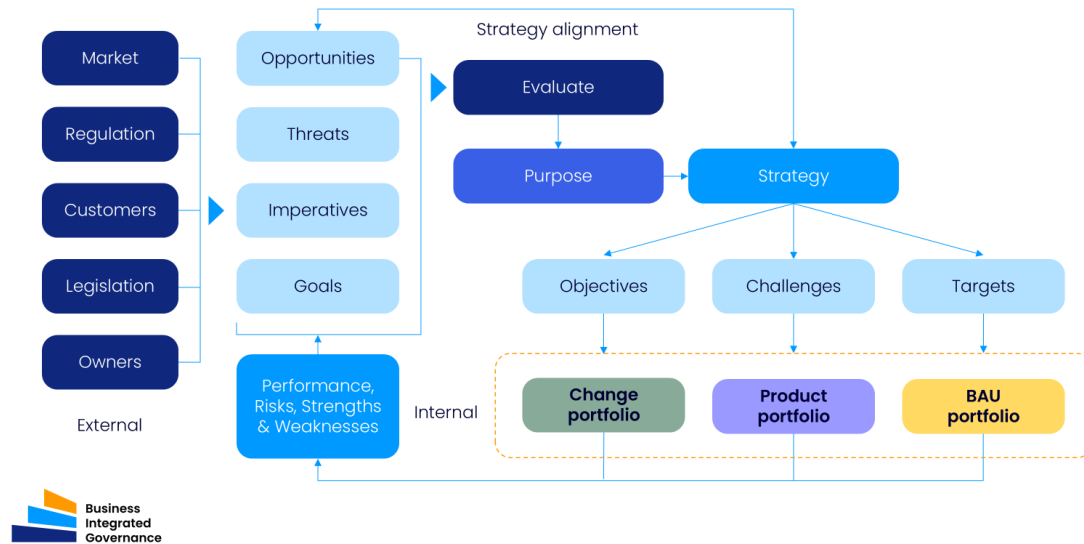 Strategy alignment
Market
Regulation
Customers
Legislation
Owners
External
Opportunities
Threats
Imperatives
Goals
Performance,
Risks, Strengths
& Weaknesses
Internal
Evaluate
Purpose
Strategy
Objectives
Challenges
Targets
Change
portfolio
Product
portfolio
BAU
portfolio
Business
Integrated
Governance